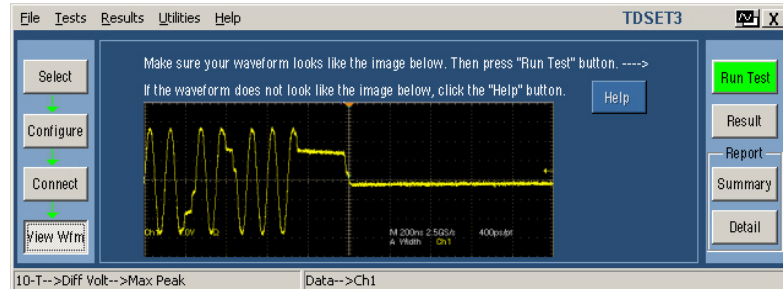 File Tests Results Utilities Help TDSET3 X
Make sure your waveform looks like the image below. Then press "Run Test" button. ---->
If the waveform does not look like the image below, click the "Help" button.
Help
Select
Configure
Connect
View Wfm
Ch1
M 200ns 2.5GS/s 400ps/pt
A Width Ch1
Run Test
Result
Report
Summary
Detail
10-T-->Diff Volt-->Max Peak Data-->Ch1